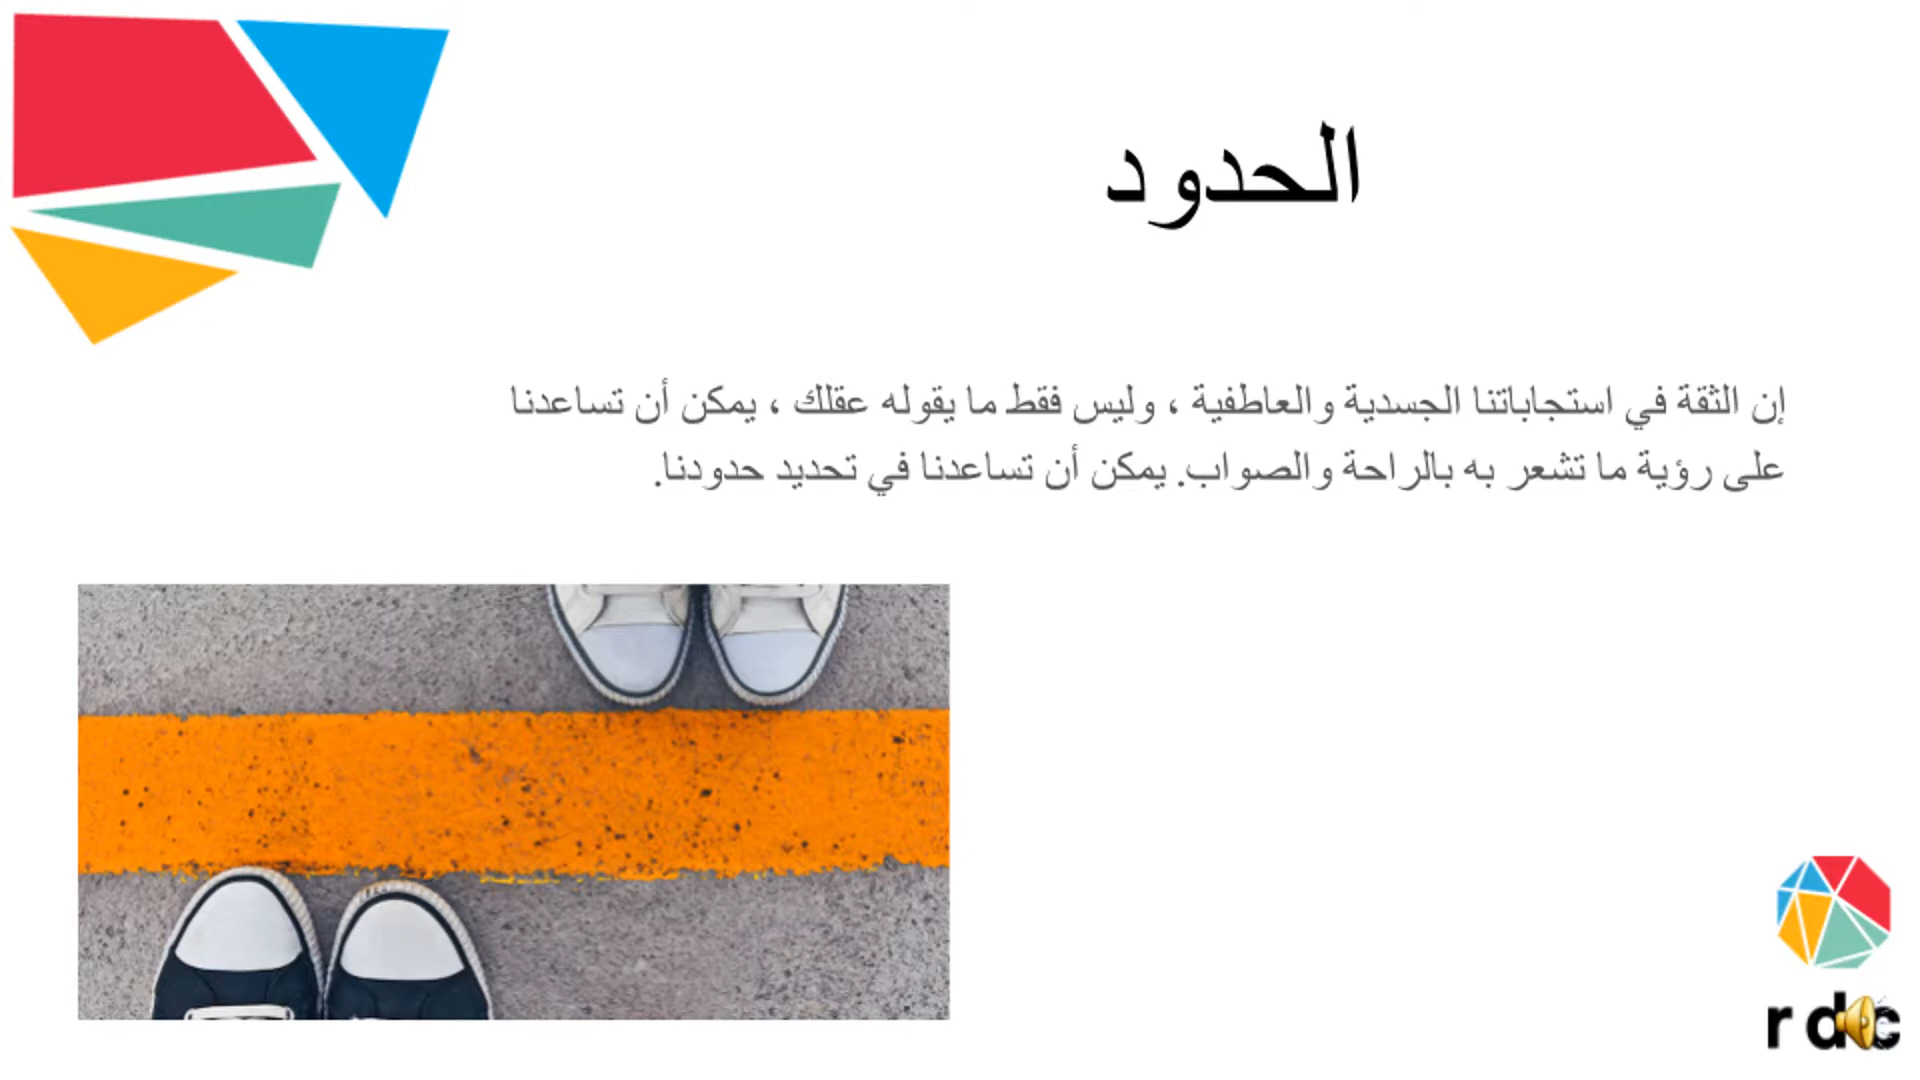 الحدود
إن الثقة في استجاباتنا الجسدية والعاطفية ، وليس فقط ما يقوله عقلك ، يمكن أن تساعدنا
على رؤية ما تشعر به بالراحة والصواب. يمكن أن تساعدنا في تحديد حدودنا.
r d c